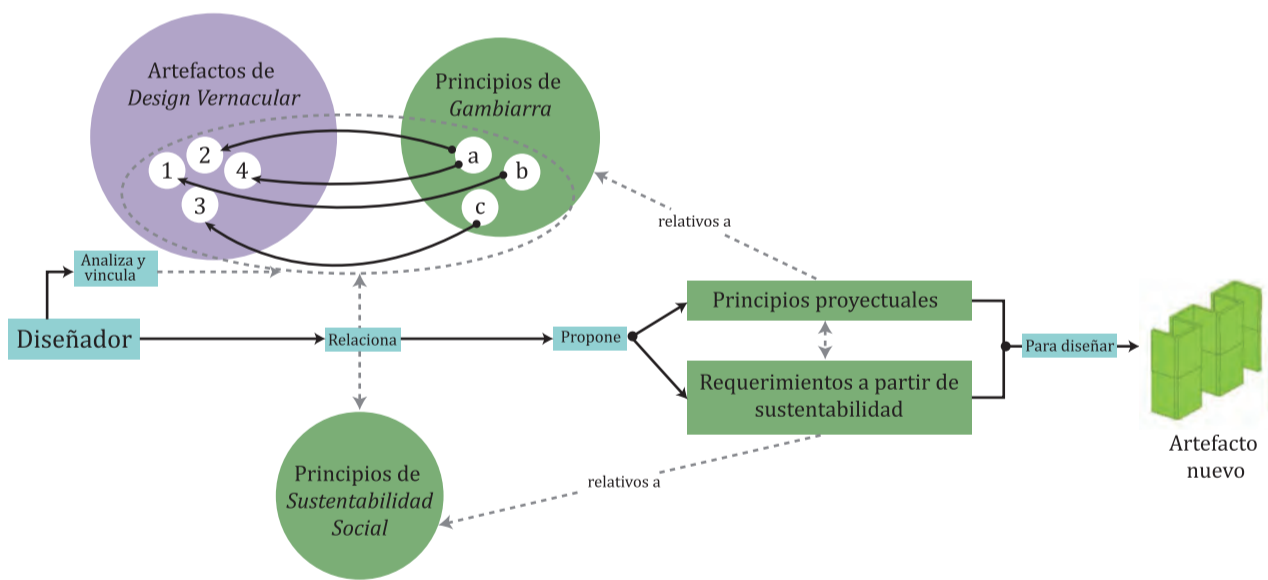 Artefactos de
Design Vernacular
Principios de
Gambiarra
2
1
4
3
a
b
c
relativos a
Analiza y
vincula
Diseñador
Relaciona
Propone
Principios proyectuales
Requerimientos a partir de
sustentabilidad
Para diseñar
Artefacto
nuevo
Principios de
Sustentabilidad
Social
relativos a